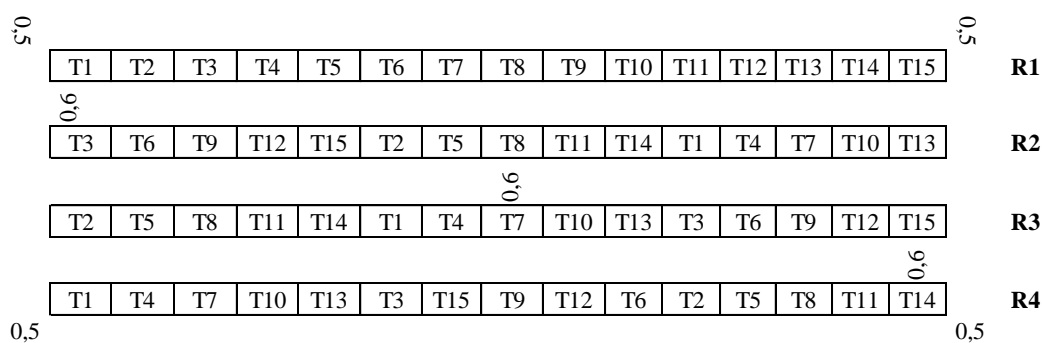 0,5 0,5
T1 T2 T3 T4 T5 T6 T7 T8 T9 T10 T11 T12 T13 T14 T15 R1
0,6
T3 T6 T9 T12 T15 T2 T5 T8 T11 T14 T1 T4 T7 T10 T13 R2
0,6
T2 T5 T8 T11 T14 T1 T4 T7 T10 T13 T3 T6 T9 T12 T15 R3
0,6
T1 T4 T7 T10 T13 T3 T15 T9 T12 T6 T2 T5 T8 T11 T14 R4
0,5 0,5